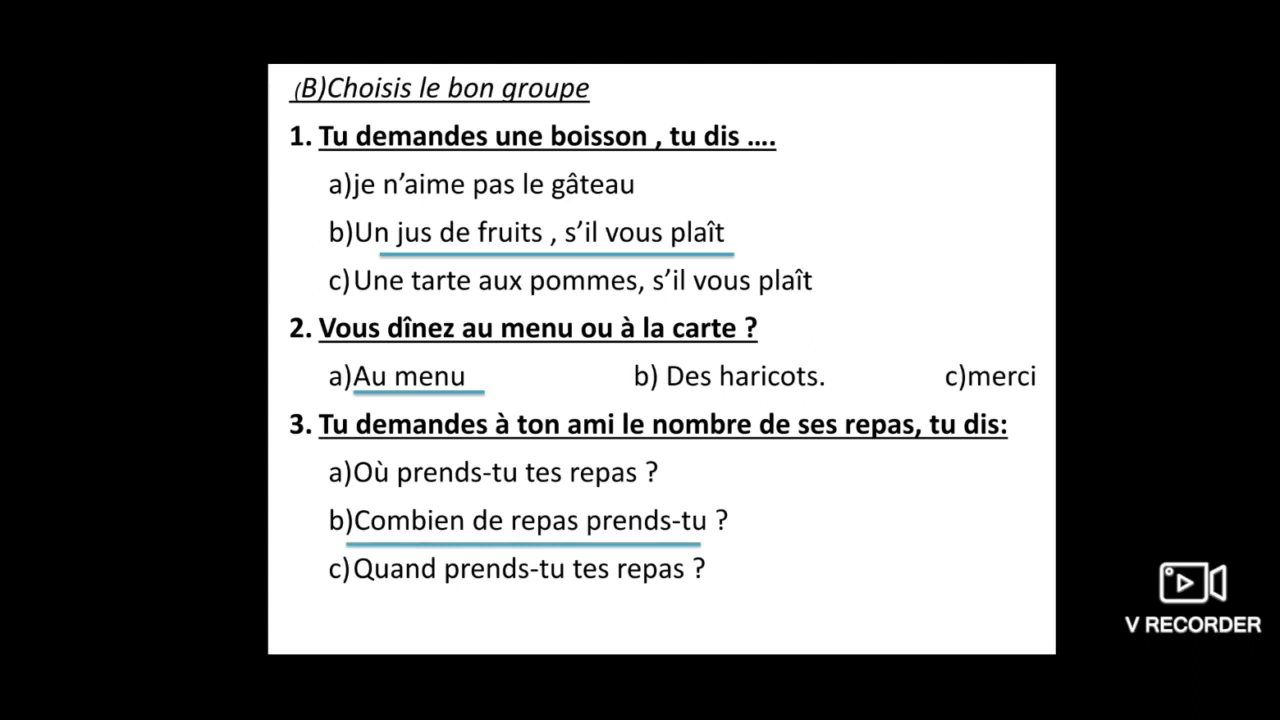 (B)Choisis le bon groupe
1. Tu demandes une boisson , tu dis ....
a)je n’aime pas le gâteau
b)Un jus de fruits , s’il vous plaît
c)Une tarte aux pommes, s’il vous plaît
2. Vous dînez au menu ou à la carte ?
a)Au menu b) Des haricots. c)merci
3. Tu demandes à ton ami le nombre de ses repas, tu dis:
a)Où prends-tu tes repas ?
b)Combien de repas prends-tu ?
c)Quand prends-tu tes repas ?
V RECORDER